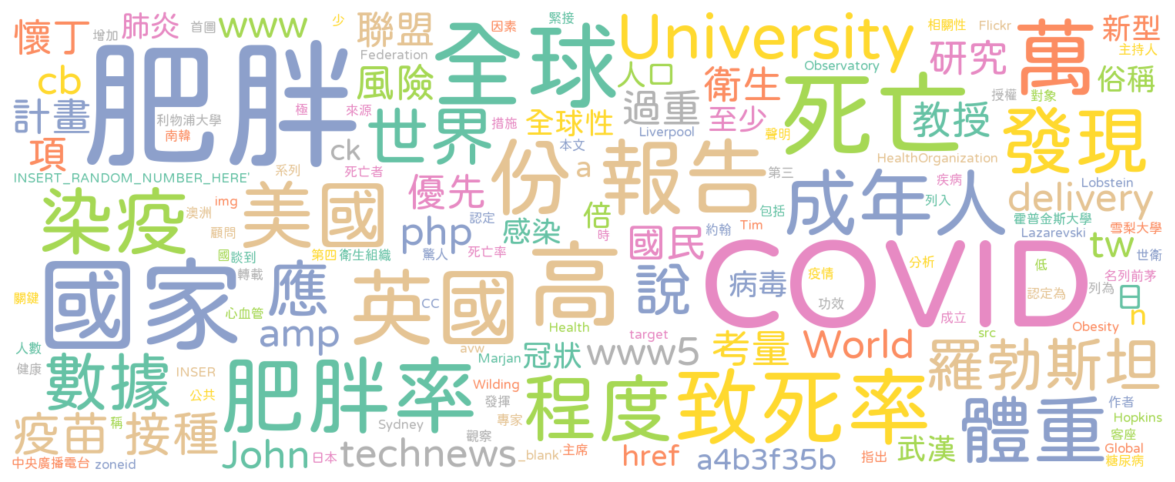 懷丁
增加
肺炎
首圖
www
聯盟
Federation
因素
緊接
少
University
相關性
Flickr
新型
主持人
cb
計畫
肥胖
利物浦大學
南韓
項
風險
極
來源
世界
ck
全球
措施
人口
Observatory
過重
Liverpool
衛生
至少
聲明
全球性
本文
研究
授權
對象
萬
俗稱
死亡
教授
HealthOrganization
發現
INSERT_RANDOM_NUMBER_HERE'
系列
死亡者
優先
份
a
報告
第三
疾病
成年人
列入
delivery
Lobstein
染疫
澳洲
img
顧問
美國
php
認定
感染
倍
時
包括
國民
約翰
Tim
霍普金斯大學
雪梨大學
Lazarevski
tw
世衛
國
談到
第四
衛生組織
驚人
死亡率
轉載
國家
關鍵
心血管
應
amp
英國
cc
高
Health
說
病毒
疫情
功效
COVID
分析
低
認定為
列為
日
名列前茅
n
人數
健康
數據
INSER
公共
avw
Marjan
冠狀
target
www5
考量
World
成立
src
Obesity
羅勃斯坦
疫苗
接種
稱
肥胖率
Sydney
Wilding
發揮
專家
觀察
程度
致死率
體重
作者
Hopkins
客座
Global
糖尿病
中央廣播電台
zoneid
John
日本
technews
_blank'
主席
href
a4b3f35b
武漢
指出